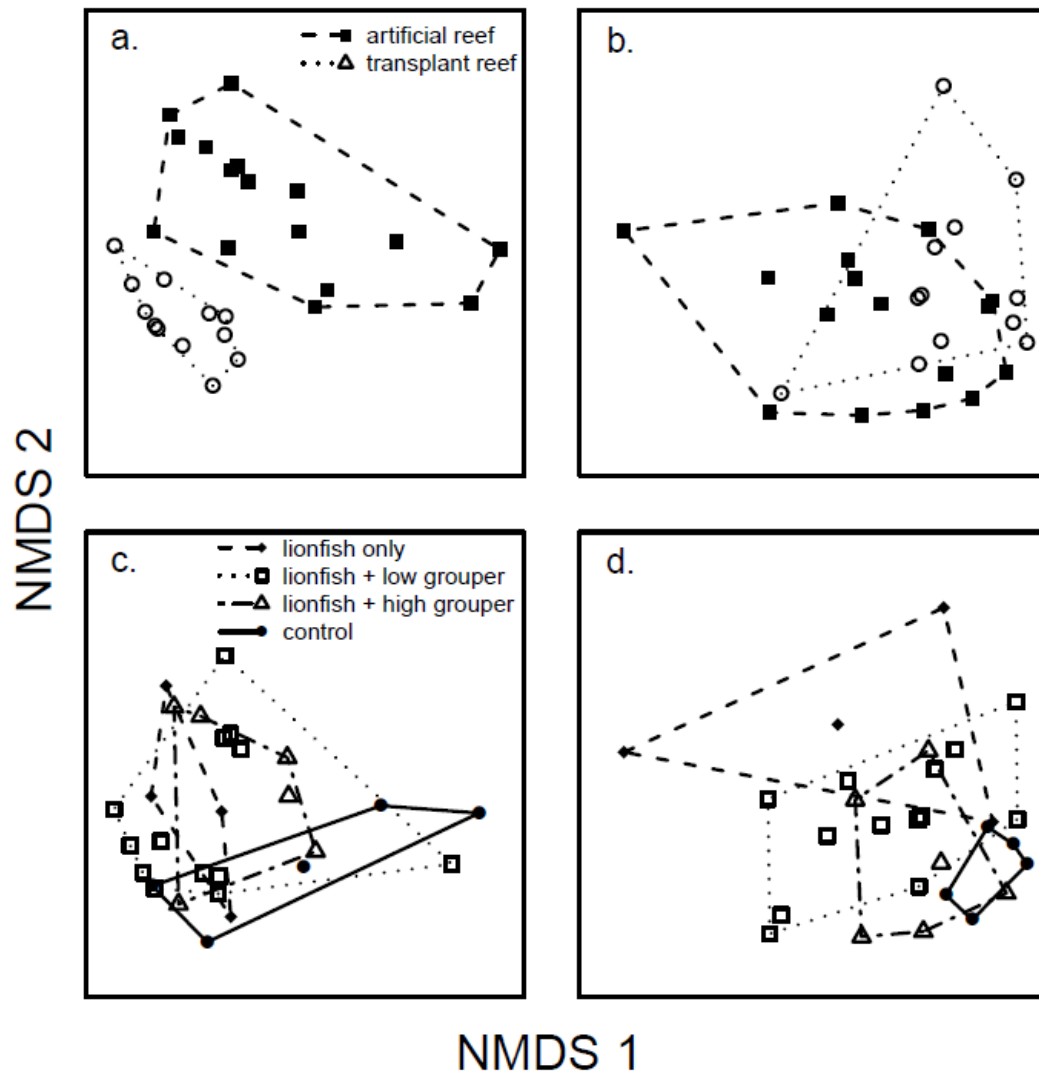 a.
artificial reef
transplant reef
b.
NMDS 2
c.
lionfish only
lionfish + low grouper
lionfish + high grouper
control
d.
NMDS 1